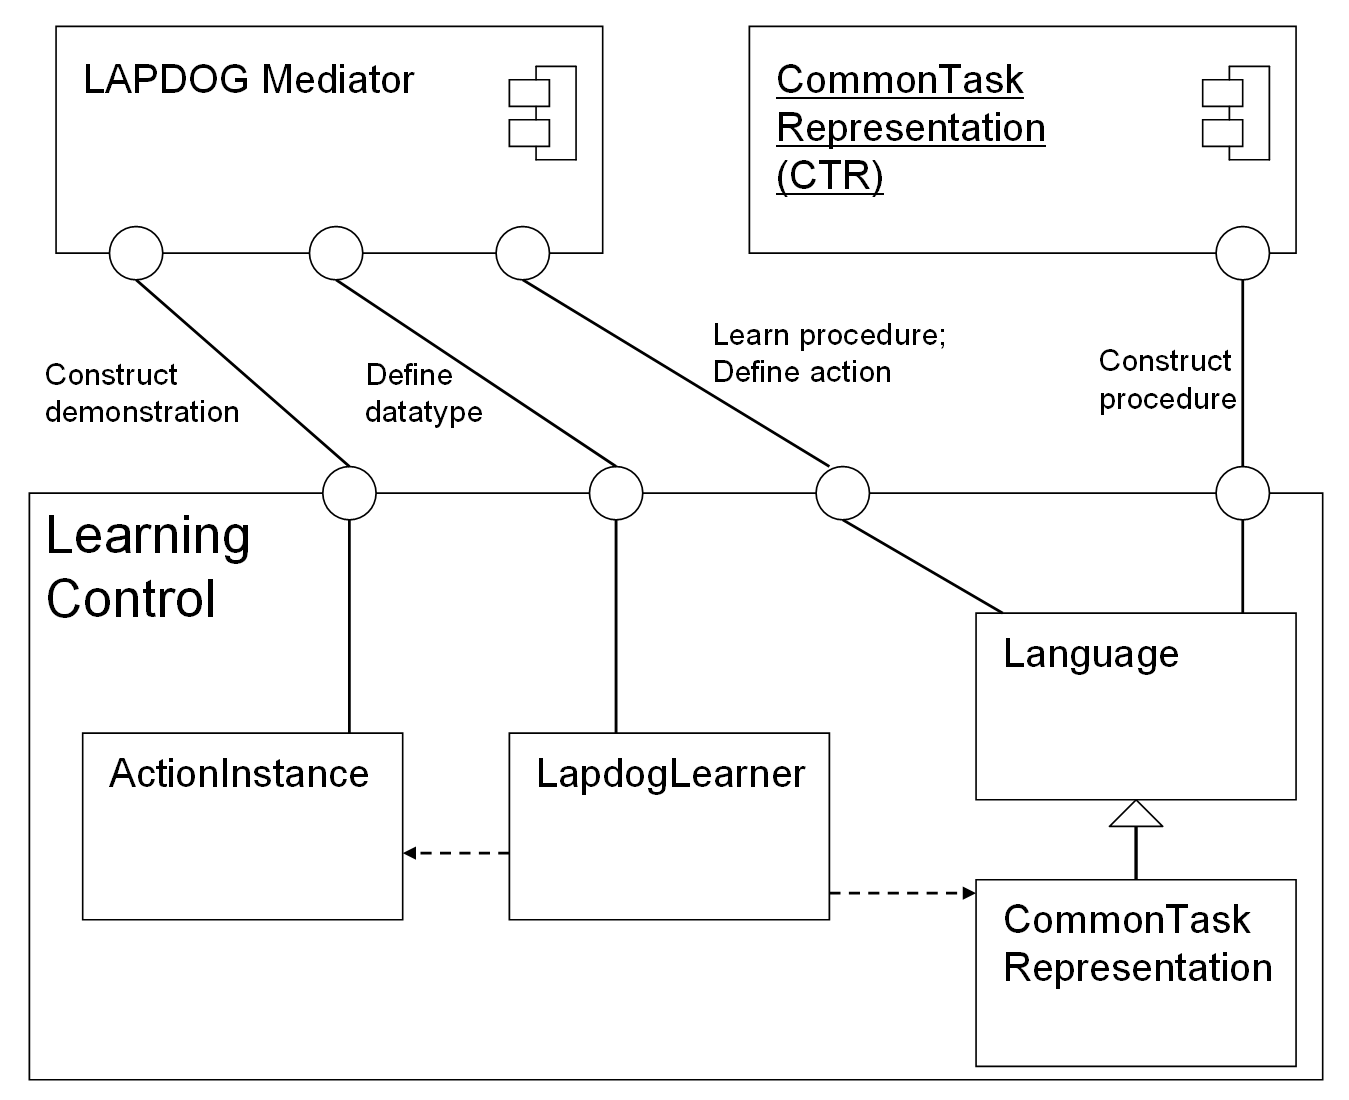 LAPDOG Mediator
CommonTask
Representation
(CTR)
Construct
demonstration
Define
datatype
Learn procedure;
Define action
Construct
procedure
Learning
Control
Language
ActionInstance
LapdogLearner
CommonTask
Representation